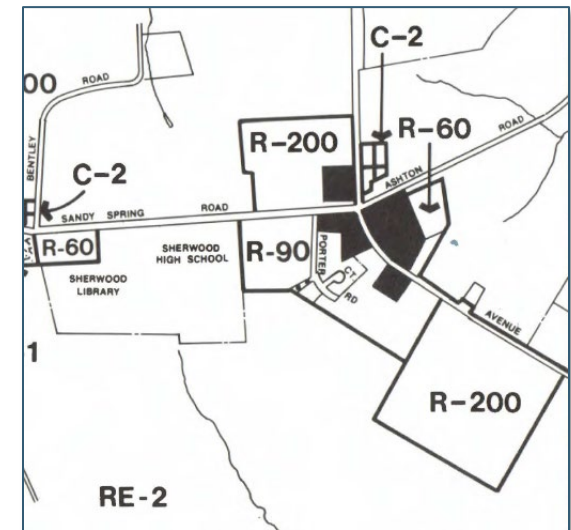 C-2
00
ROAD
R-60
ROAD
R-200
BENTLEY
C-2
ASHTON
SANDY SPRING ROAD
R-60
SHERWOOD
HIGH SCHOOL
R-90
PORTER
CT
RD
SHERWOOD
LIBRARY
AVENUE
1
R-200
RE-2